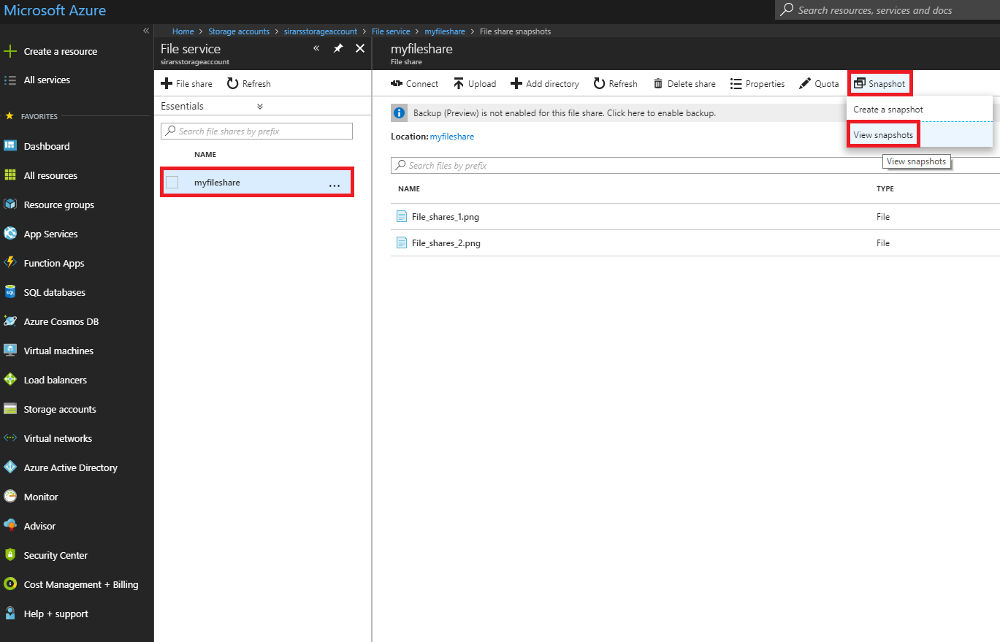 Microsoft Azure
Search resources, services and docs
Create a resource
All services
FAVORITES
Dashboard
All resources
Resource groups
App Services
Function Apps
SQL databases
Azure Cosmos DB
Virtual machines
Load balancers
Storage accounts
Virtual networks
Azure Active Directory
Monitor
Advisor
Security Center
Cost Management + Billing
Help + support
Home > Storage accounts > sirarsstorageaccount > File service > myfileshare > File share snapshots
File service
sirarsstorageaccount
File share Refresh
Essentials
Search file shares by prefix
NAME
myfileshare ...
myfileshare
File share
Connect Upload Add directory Refresh Delete share Properties Quota Snapshot
Create a snapshot
View snapshots
View snapshots
Backup (Preview) is not enabled for this file share. Click here to enable backup.
Location: myfileshare
Search files by prefix
NAME TYPE
File_shares_1.png File
File_shares_2.png File